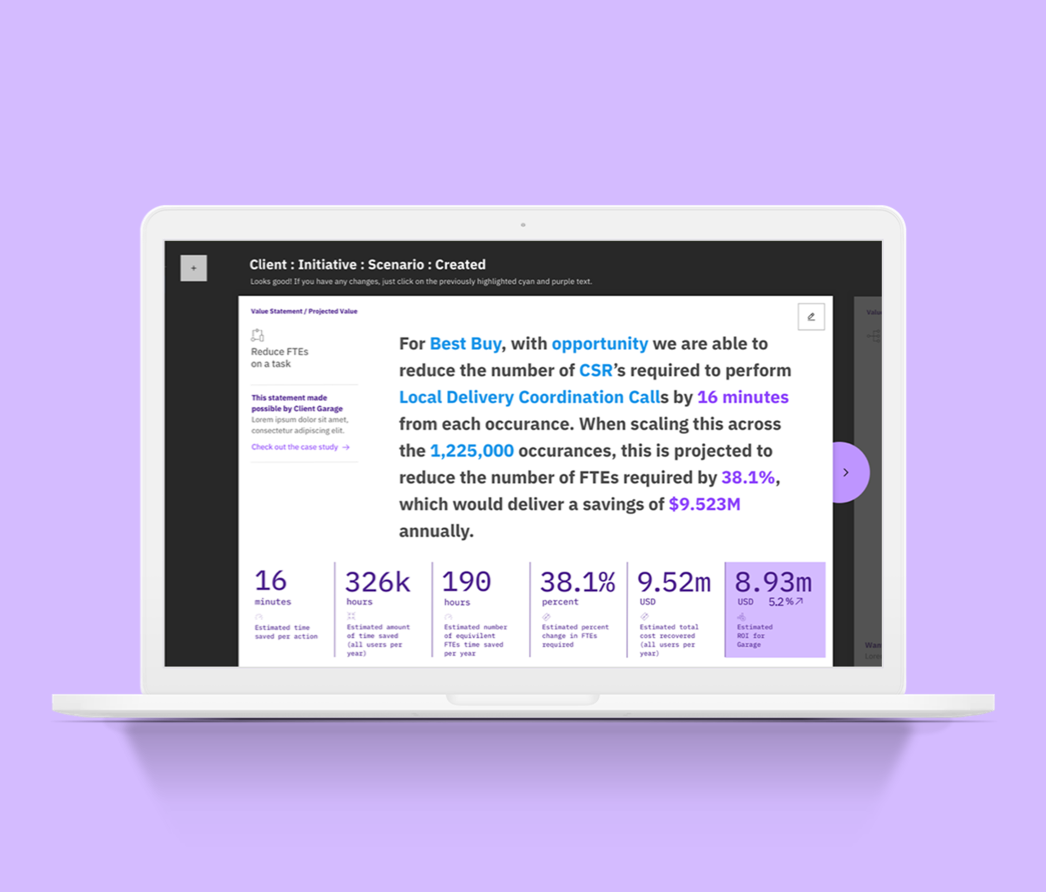 +
Client : Initiative : Scenario : Created
Looks good! If you have any changes, just click on the previously highlighted cyan and purple text.
Value Statement / Projected Value
Reduce FTEs
on a task
This statement made
possible by Client Garage
Lorem ipsum dolor sit amet,
consectetur adipiscing elit.
Check out the case study →
For Best Buy, with opportunity we are able to
reduce the number of CSR’s required to perform
Local Delivery Coordination Calls by 16 minutes
from each occurance. When scaling this across
the 1,225,000 occurances, this is projected to
reduce the number of FTEs required by 38.1%,
which would deliver a savings of $9.523M
annually.
16
minutes
Estimated time
saved per action
326k
hours
Estimated amount
of time saved
(all users per
year)
190
hours
Estimated number
of equivilent
FTEs time saved
per year
38.1%
percent
Estimated percent
change in FTEs
required
9.52m
USD
Estimated total
cost recovered
(all users per
year)
8.93m
USD 5.2%↗
Estimated
ROI for
Garage